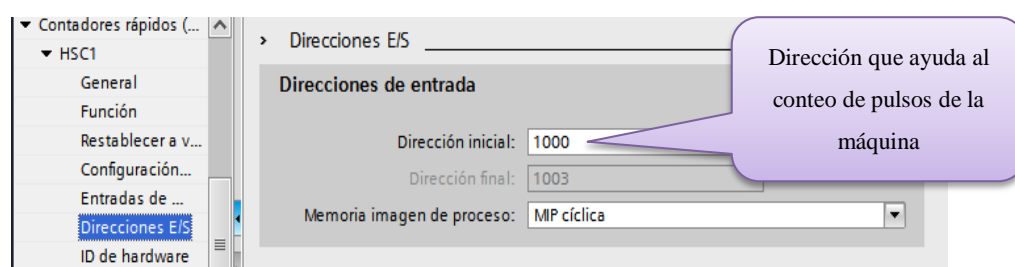 Contadores rápidos (...
HSC1
General
Función
Restablecer a v...
Configuración...
Entradas de ...
Direcciones E/S
ID de hardware
Direcciones E/S
Direcciones de entrada
Dirección inicial: 1000
Dirección final: 1003
Memoria imagen de proceso: MIP cíclica
Dirección que ayuda al
conteo de pulsos de la
máquina